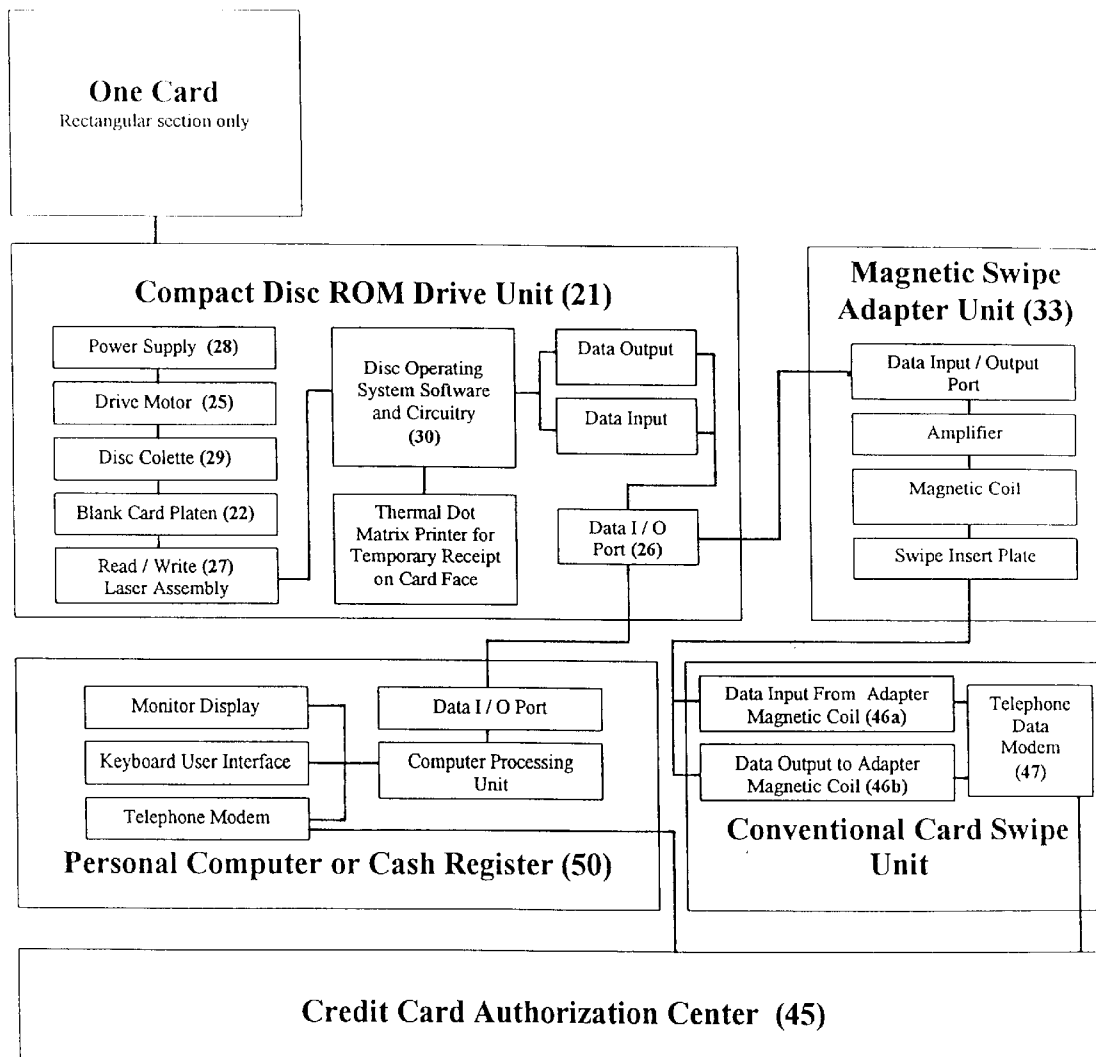 One Card
Rectangular section only
Compact Disc ROM Drive Unit (21)
Power Supply (28)
Drive Motor (25)
Disc Colette (29)
Blank Card Platen (22)
Read / Write (27)
Laser Assembly
Disc Operating
System Software
and Circuitry
(30)
Thermal Dot
Matrix Printer for
Temporary Receipt
on Card Face
Data Output
Data Input
Data I / O
Port (26)
Magnetic Swipe
Adapter Unit (33)
Data Input / Output
Port
Amplifier
Magnetic Coil
Swipe Insert Plate
Monitor Display
Keyboard User Interface
Telephone Modem
Data I / O Port
Computer Processing
Unit
Personal Computer or Cash Register (50)
Data Input From Adapter
Magnetic Coil (46a)
Data Output to Adapter
Magnetic Coil (46b)
Telephone
Data
Modem
(47)
Conventional Card Swipe
Unit
Credit Card Authorization Center (45)